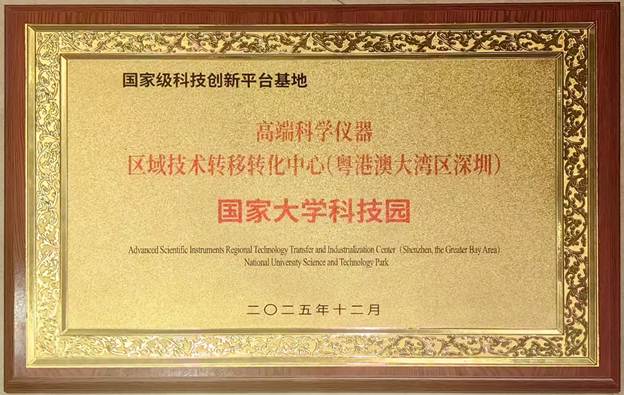 国家级科技创新平台基地
高端科学仪器
区域技术转移转化中心(粤港澳大湾区深圳)
国家大学科技园
Advanced Scientific Instruments Regional Technology Transfer and Industrialization Center (Shenzhen, the Greater Bay Area)
National University Science and Technology Park
二〇二五年十二月